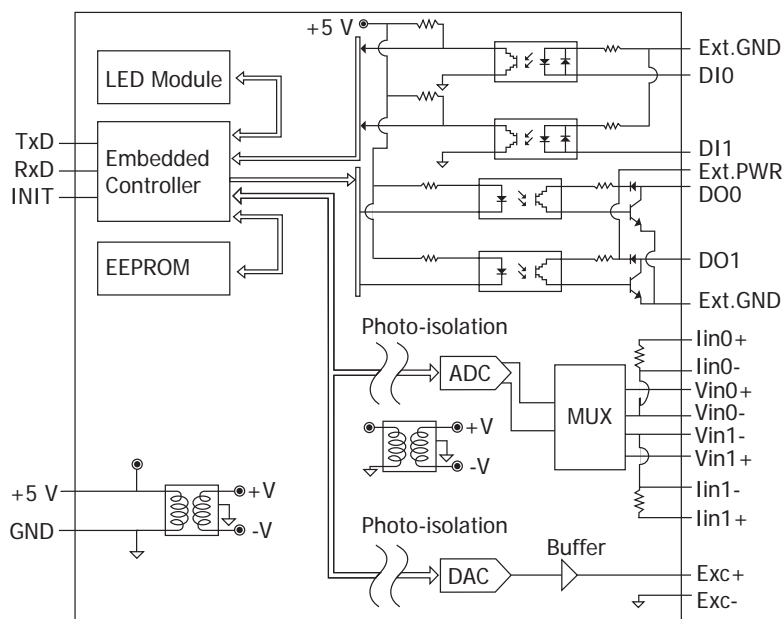 +5 V
Ext.GND
DI0
LED Module
TxD
RxD
INIT
Embedded
Controller
DI1
Ext.PWR
DO0
EEPROM
DO1
Ext.GND
Photo-isolation
Iin0+
Iin0-
ADC
MUX
Vin0+
Vin0-
Vin1-
Vin1+
+V
-V
+5 V
GND
+V
-V
Iin1-
Iin1+
Photo-isolation
DAC
Buffer
Exc+
Exc-